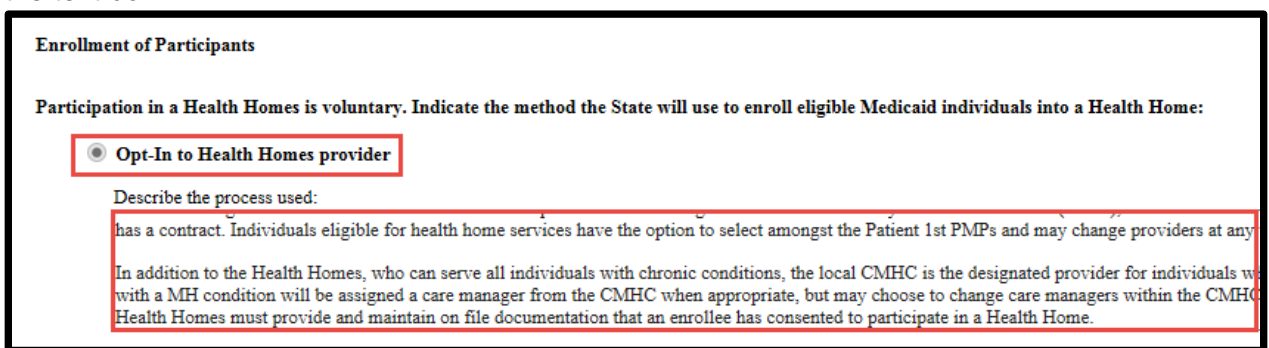 Enrollment of Participants
Participation in a Health Homes is voluntary. Indicate the method the State will use to enroll eligible Medicaid individuals into a Health Home:
Opt-In to Health Homes provider
Describe the process used:
has a contract. Individuals eligible for health home services have the option to select amongst the Patient 1st PMPs and may change providers at any
In addition to the Health Homes, who can serve all individuals with chronic conditions, the local CMHC is the designated provider for individuals w
with a MH condition will be assigned a care manager from the CMHC when appropriate, but may choose to change care managers within the CMHC
Health Homes must provide and maintain on file documentation that an enrollee has consented to participate in a Health Home.